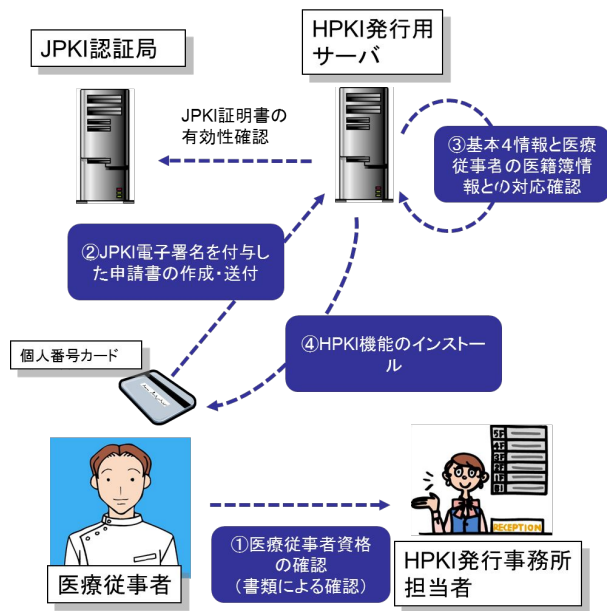 JPKI認証局
HPKI発行用
サーバ
JPKI証明書の
有効性確認
③基本4情報と医療
従事者の医籍簿情
報との対応確認
②JPKI電子署名を付与し
た申請書の作成・送付
④HPKI機能のインストー
ル
個人番号カード
5F
4F
3F
2F
1F
B1
RECEPTION
①医療従事者資格
の確認
(書類による確認)
医療従事者
HPKI発行事務所
担当者